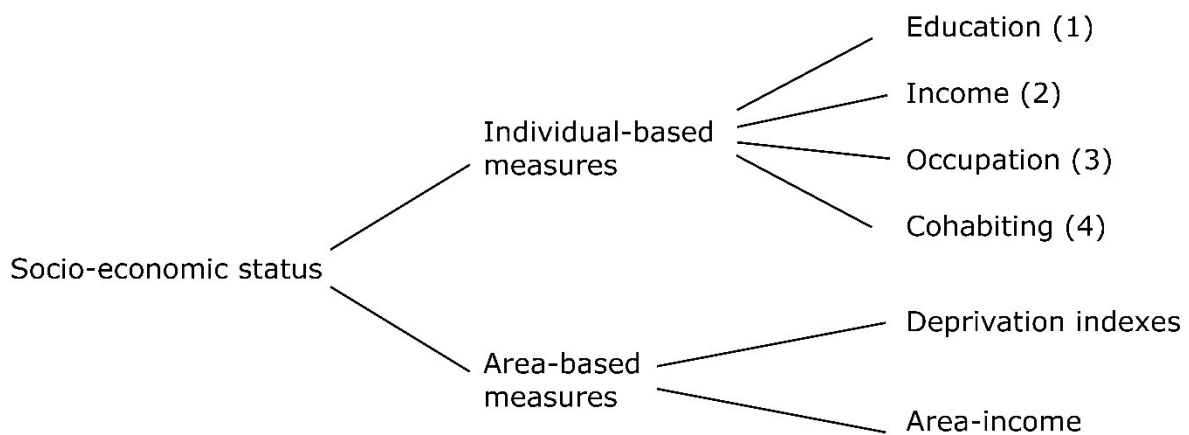 Socio-economic status
Individual-based
measures
Education (1)
Income (2)
Occupation (3)
Cohabiting (4)
Area-based
measures
Deprivation indexes
Area-income